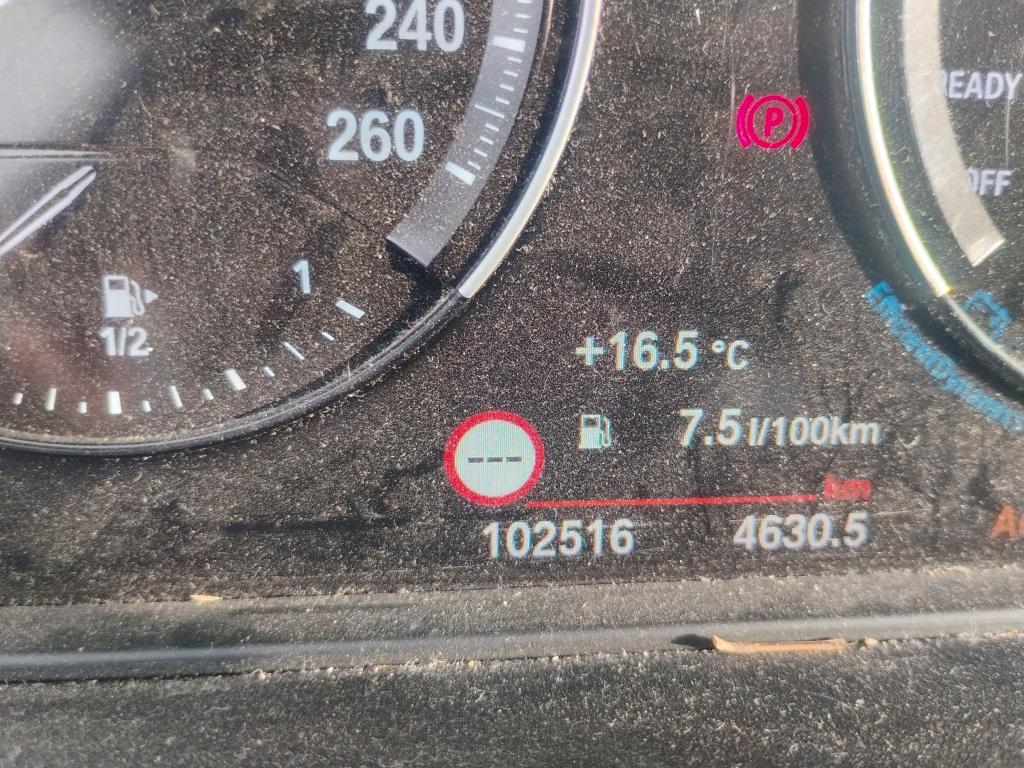 240
260
P
READY
OFF
1
1/2
+16.5 °C
7.5 l/100km
---
km
102516 4630.5